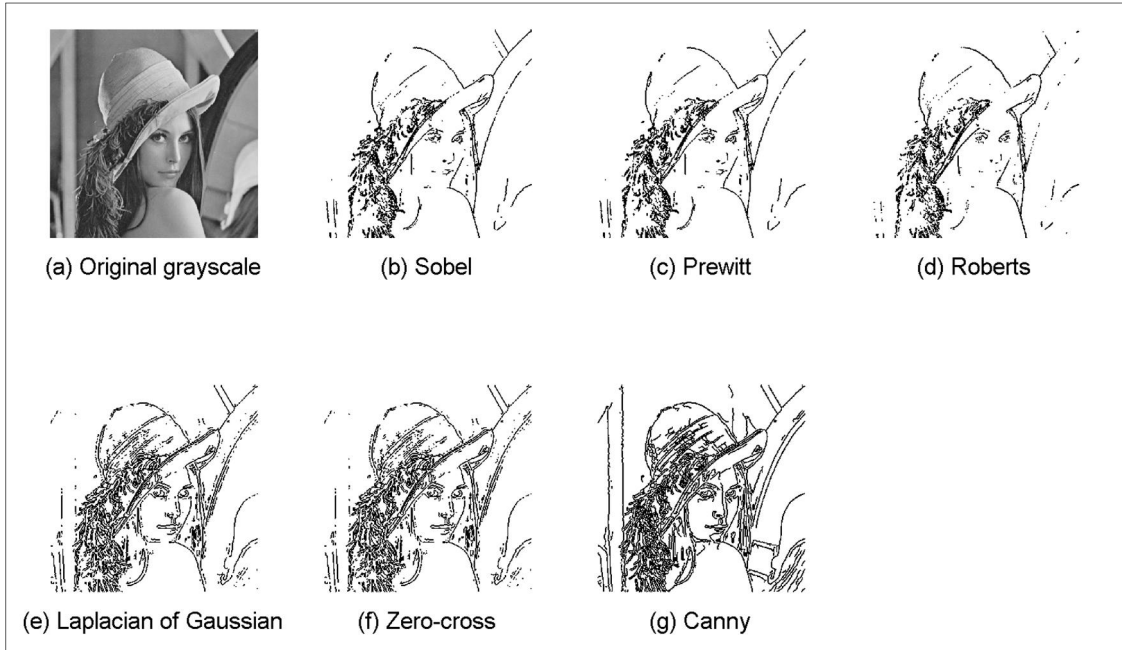 (a) Original grayscale
(b) Sobel
(c) Prewitt
(d) Roberts
(e) Laplacian of Gaussian
(f) Zero-cross
(g) Canny